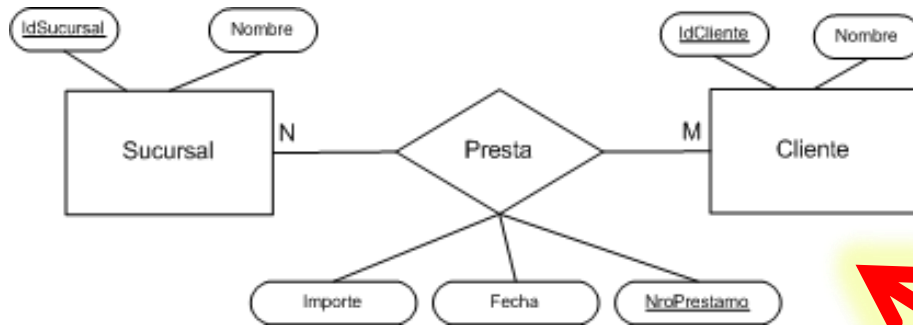 IdSucursal
Nombre
IdCliente
Nombre
Sucursal
N
Presta
M
Cliente
Importe
Fecha
NroPrestamo